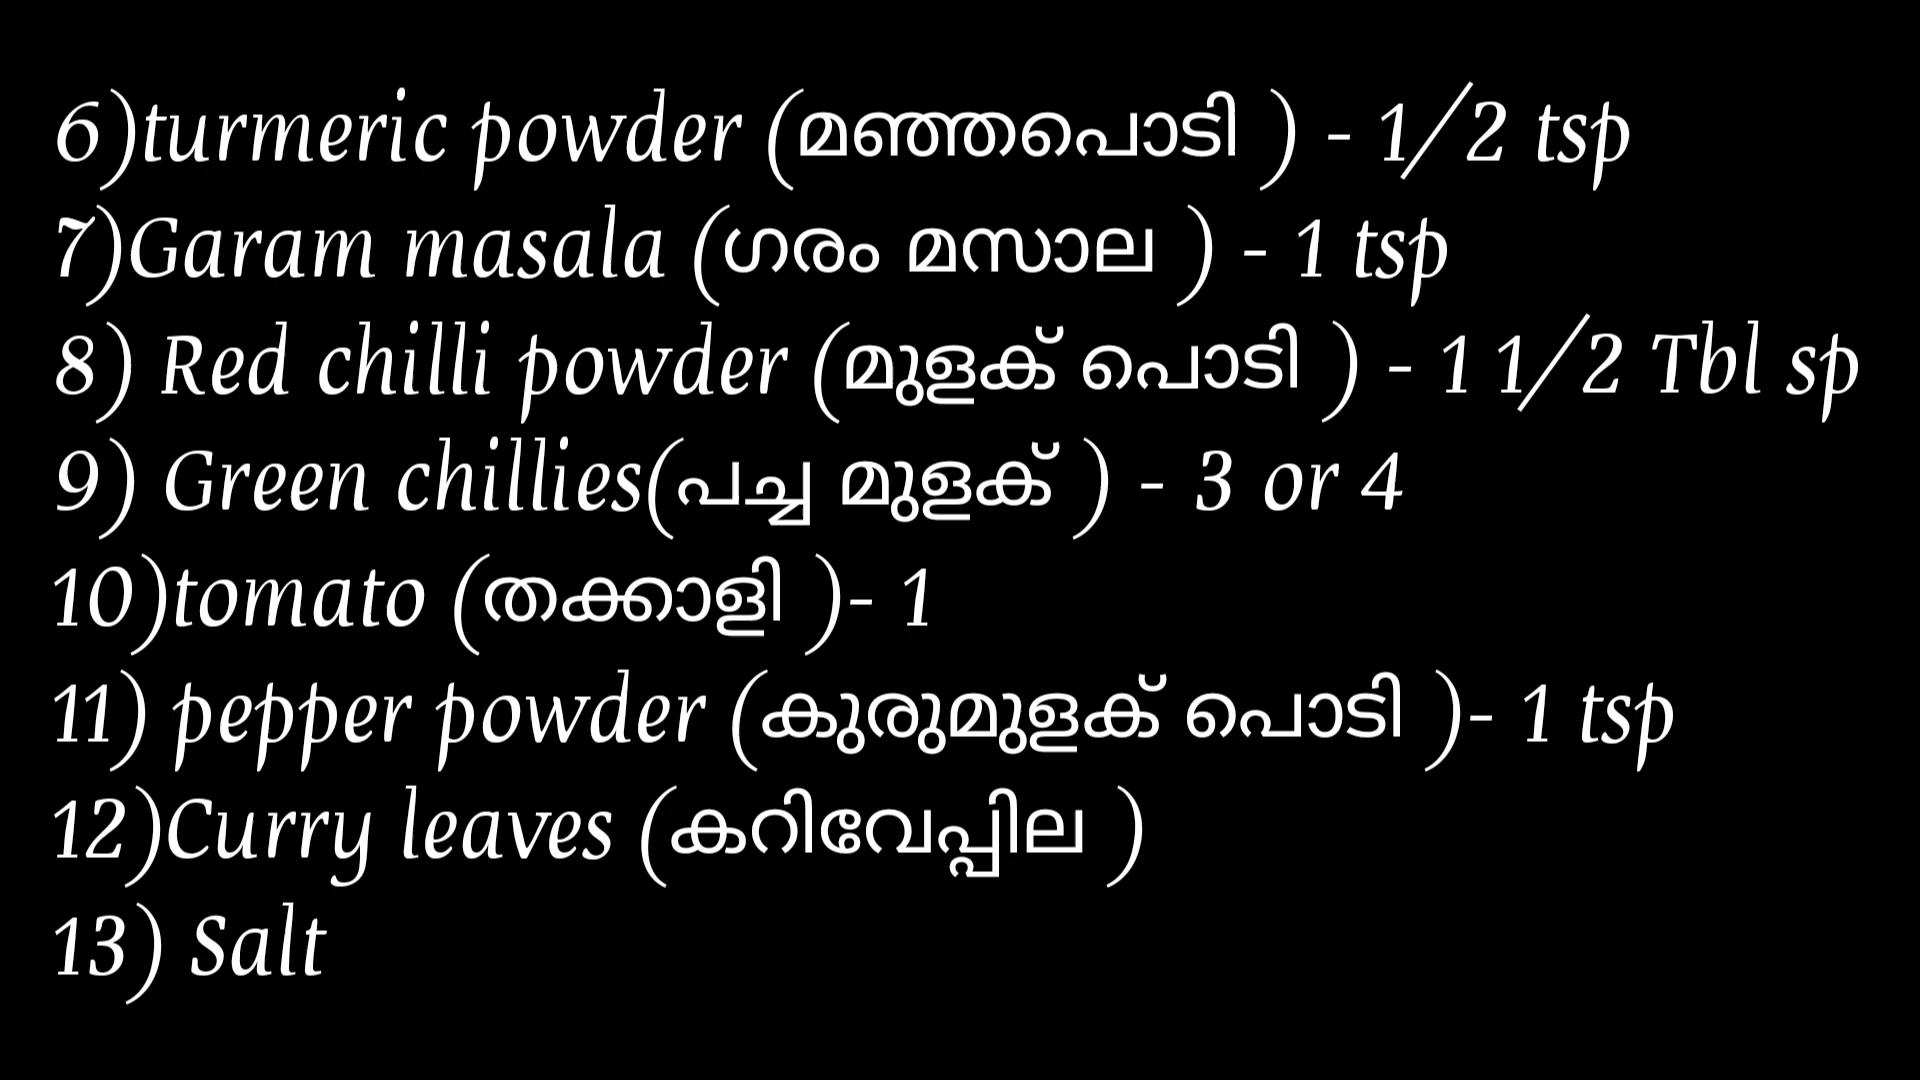 6)turmeric powder (മഞ്ഞപൊടി ) - 1/2 tsp
7)Garam masala (ഗരം മസാല ) - 1 tsp
8) Red chilli powder (മുളക് പൊടി ) - 1 1/2 Tbl sp
9) Green chillies(പച്ച മുളക് ) - 3 or 4
10)tomato (തക്കാളി )- 1
11) pepper powder (കുരുമുളക് പൊടി )- 1 tsp
12)Curry leaves (കറിവേപ്പില )
13) Salt